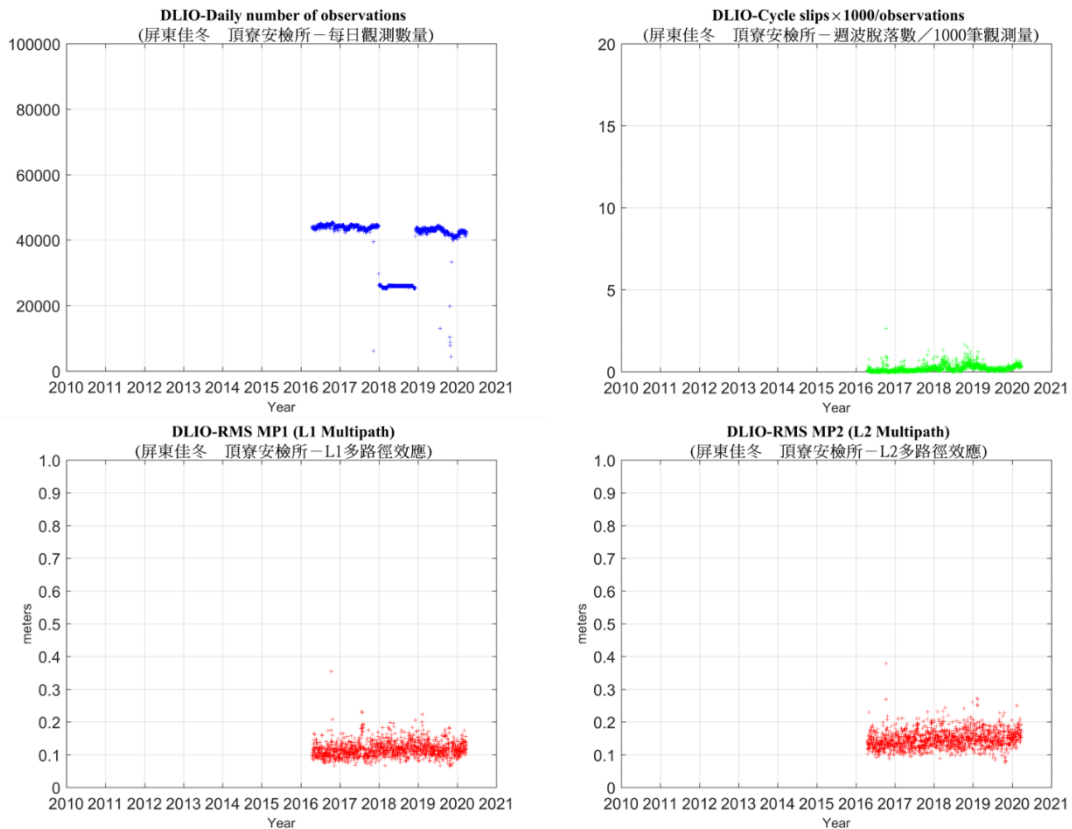 DLIO-Daily number of observations
(屏東佳冬　頂寮安檢所－每日觀測數量)
100000
80000
60000
40000
20000
0
2010 2011 2012 2013 2014 2015 2016 2017 2018 2019 2020 2021
Year
DLIO-Cycle slips×1000/observations
(屏東佳冬　頂寮安檢所－週波脫落數／1000筆觀測量)
20
15
10
5
0
2010 2011 2012 2013 2014 2015 2016 2017 2018 2019 2020 2021
Year
DLIO-RMS MP1 (L1 Multipath)
(屏東佳冬　頂寮安檢所－L1多路徑效應)
1.0
0.9
0.8
0.7
0.6
0.5
0.4
0.3
0.2
0.1
0
meters
2010 2011 2012 2013 2014 2015 2016 2017 2018 2019 2020 2021
Year
DLIO-RMS MP2 (L2 Multipath)
(屏東佳冬　頂寮安檢所－L2多路徑效應)
1.0
0.9
0.8
0.7
0.6
0.5
0.4
0.3
0.2
0.1
0
meters
2010 2011 2012 2013 2014 2015 2016 2017 2018 2019 2020 2021
Year